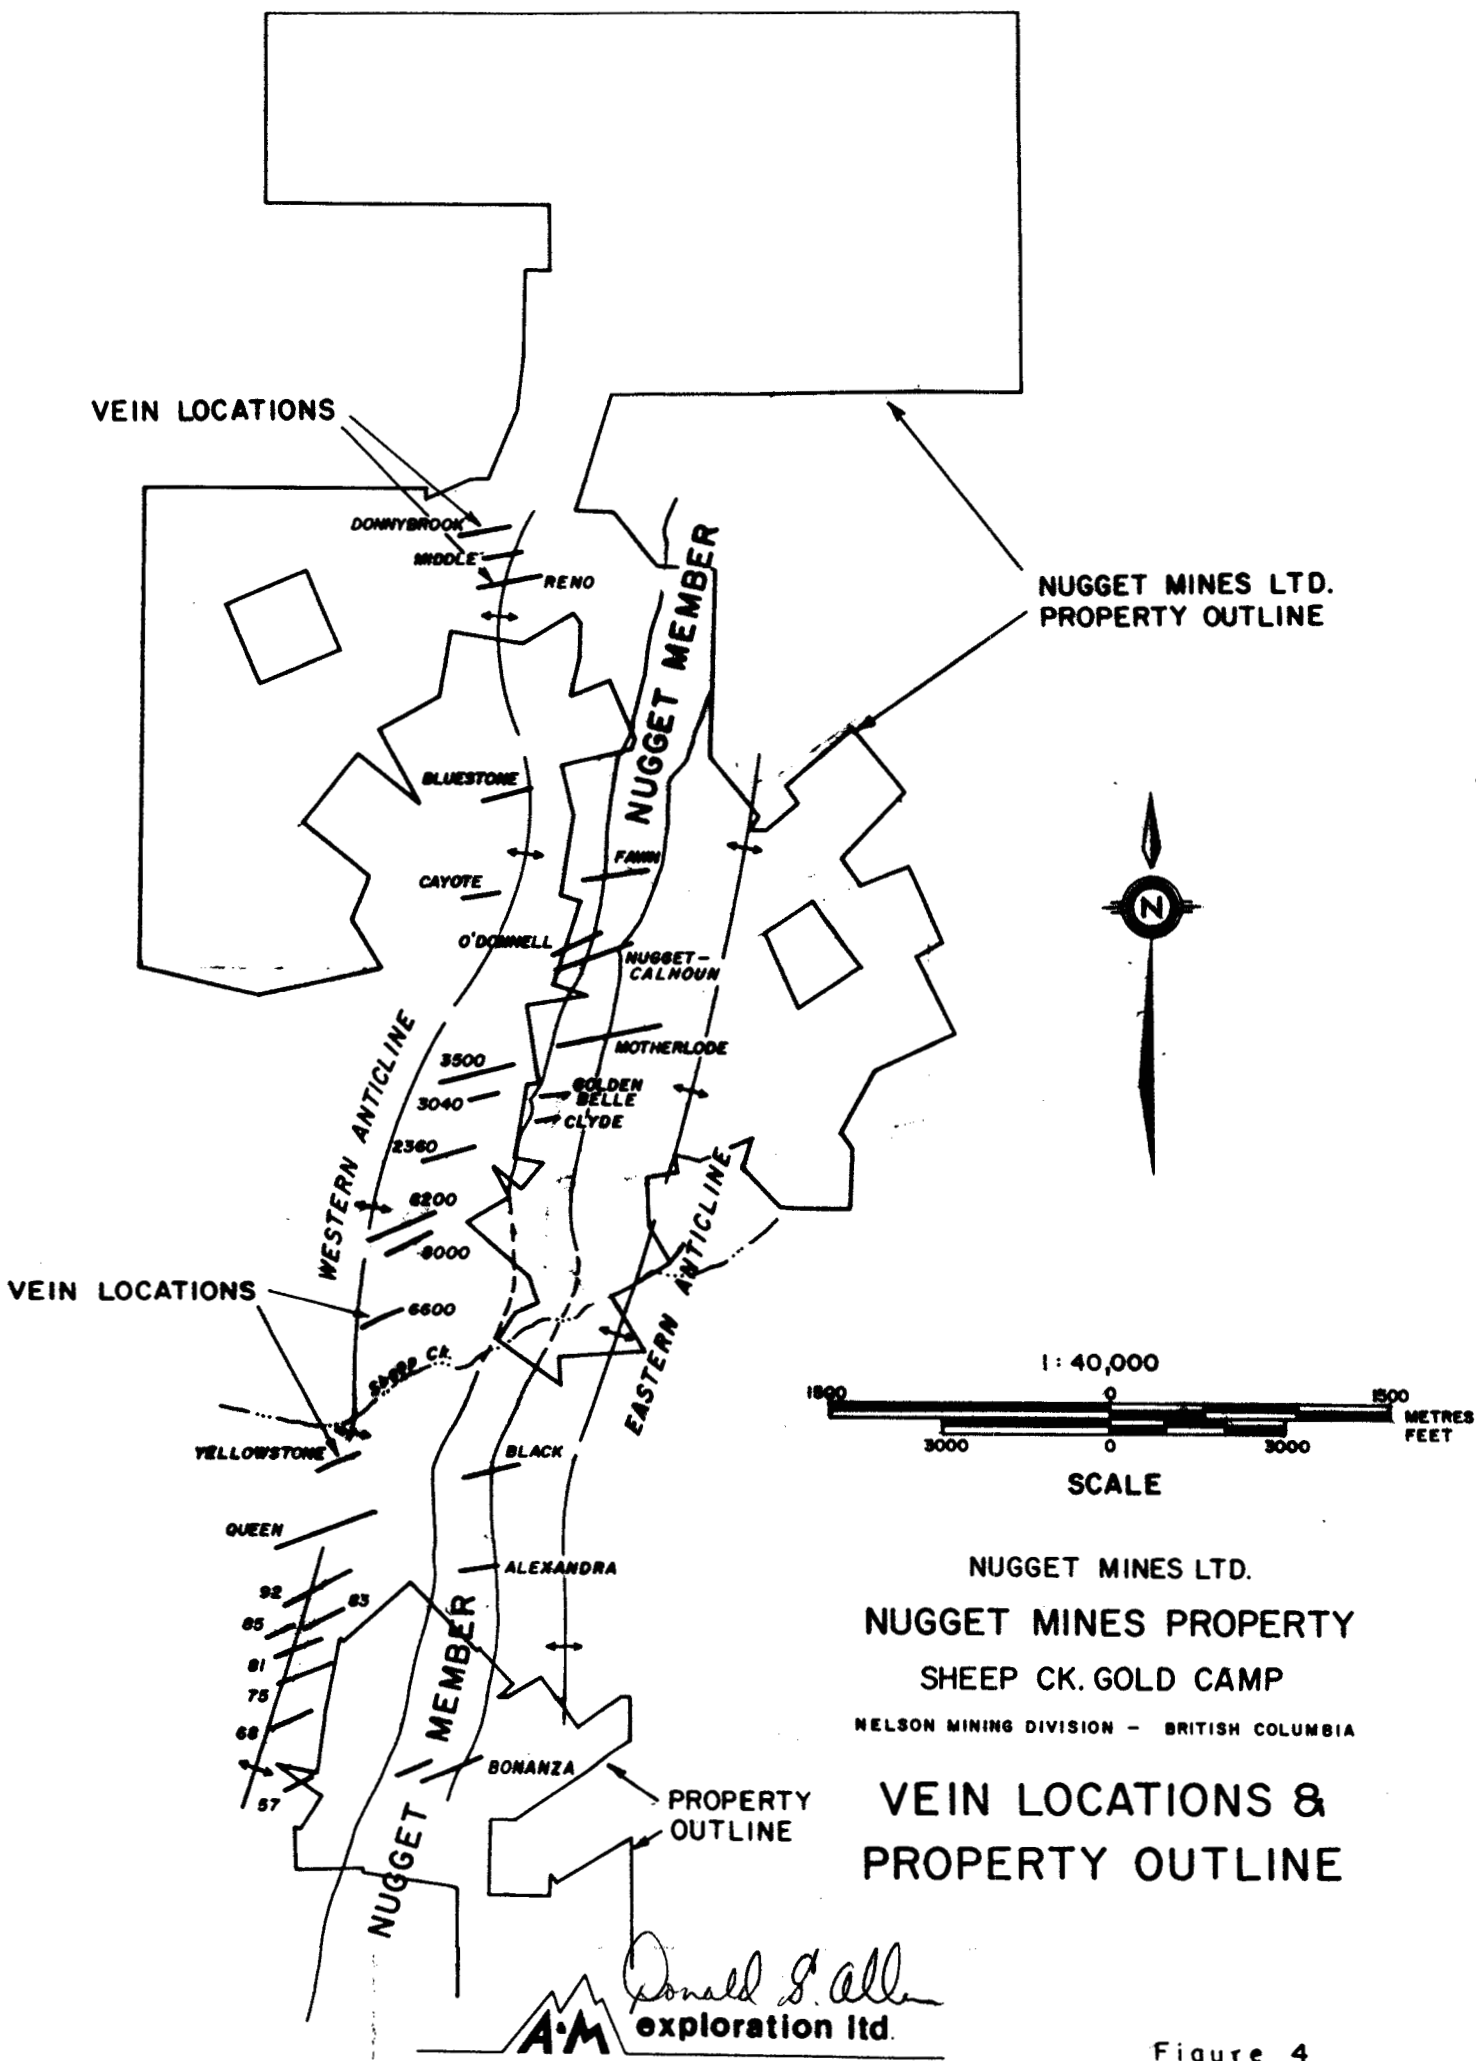 VEIN LOCATIONS
DONNYBROOK
MIDDLE
RENO
NUGGET MEMBER
NUGGET MINES LTD.
PROPERTY OUTLINE
BLUESTONE
FAWN
CAYOTE
N
O'DONNELL
NUGGET-
CALHOUN
MOTHERLODE
WESTERN ANTICLINE
3500
GOLDEN
BELLE
3040
CLYDE
2360
8200
8000
EASTERN ANTICLINE
VEIN LOCATIONS
6600
Sheep Ck.
1:40,000
1500 0 1500
METRES
FEET
3000 0 3000
SCALE
YELLOWSTONE
BLACK
QUEEN
ALEXANDRA
92
83
85
81
75
68
57
NUGGET MEMBER
BONANZA
PROPERTY
OUTLINE
NUGGET MINES LTD.
NUGGET MINES PROPERTY
SHEEP CK. GOLD CAMP
NELSON MINING DIVISION - BRITISH COLUMBIA
VEIN LOCATIONS &
PROPERTY OUTLINE
Donald G. Allen
A·M exploration ltd.
Figure 4